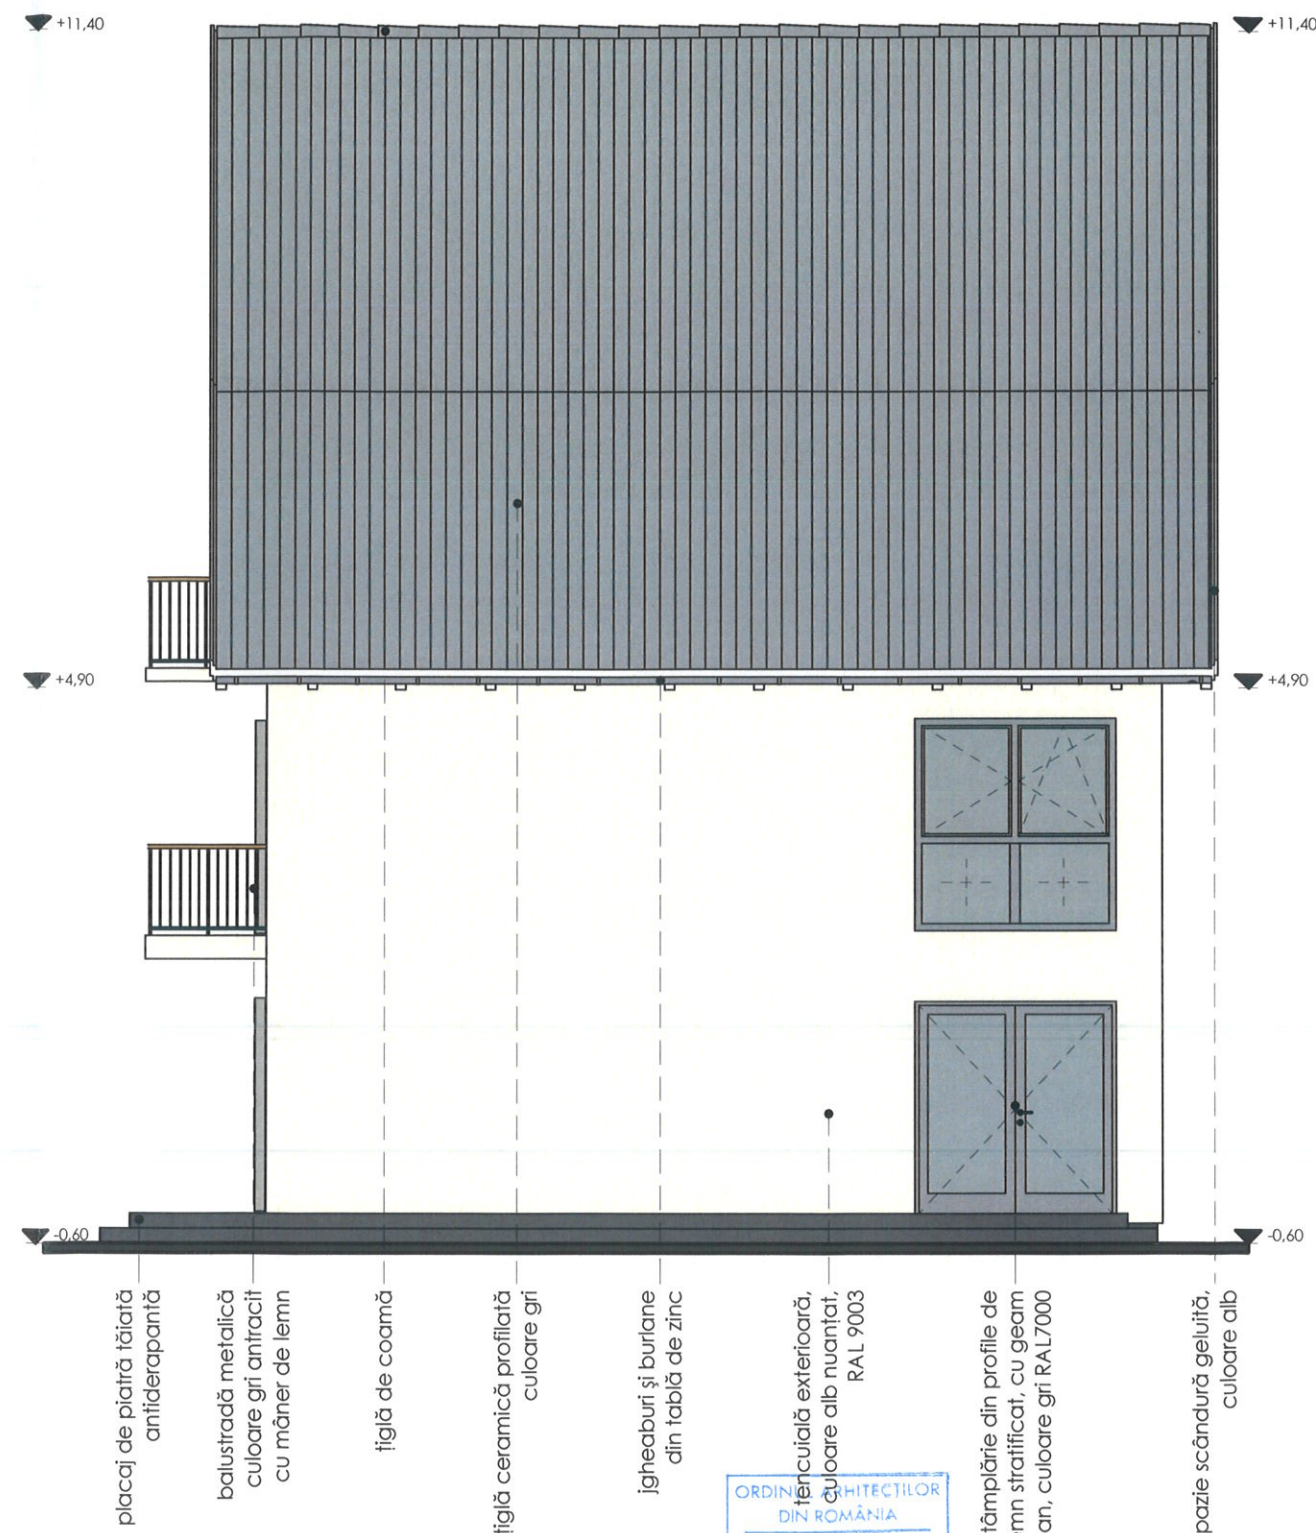 +11,40
+11,40
+4,90
+4,90
-0,60
-0,60
placaj de piatră tăiată
antiderapantă
balustradă metalică
culoare gri antracit
cu mâner de lemn
țiglă de coamă
țiglă ceramică profilată
culoare gri
jgheaburi și burlane
din tablă de zinc
tencuială exterioară,
culoare alb nuanțat,
RAL 9003
tâmplărie din profile de
stratificat, cu geam
culoare gri RAL7000
scândură geluită,
culoare alb
ORDINUL ARHITECȚILOR
DIN ROMÂNIA